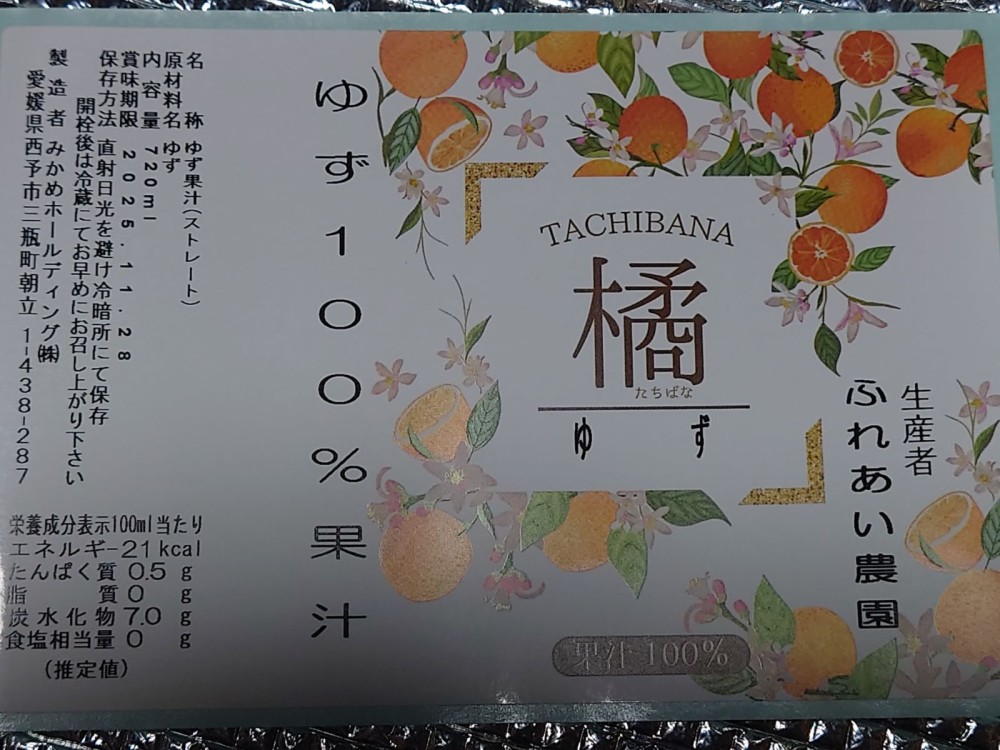 生産者
ふれあい農園
TACHIBANA
橘
たちばな
ゆず
果汁 100%
ゆず100%果汁
名称 ゆず果汁(ストレート)
原材料名 ゆず
内容量 720ml
賞味期限 2025.11.28
保存方法 直射日光を避け冷暗所にて保存
開栓後は冷蔵にてお早めにお召し上がり下さい
製造者 みかめホールディング㈱
愛媛県西予市三瓶町朝立1-438-287
栄養成分表示100ml当たり
エネルギー21kcal
たんぱく質 0.5 g
脂質 0 g
炭水化物 7.0 g
食塩相当量 0 g
(推定値)